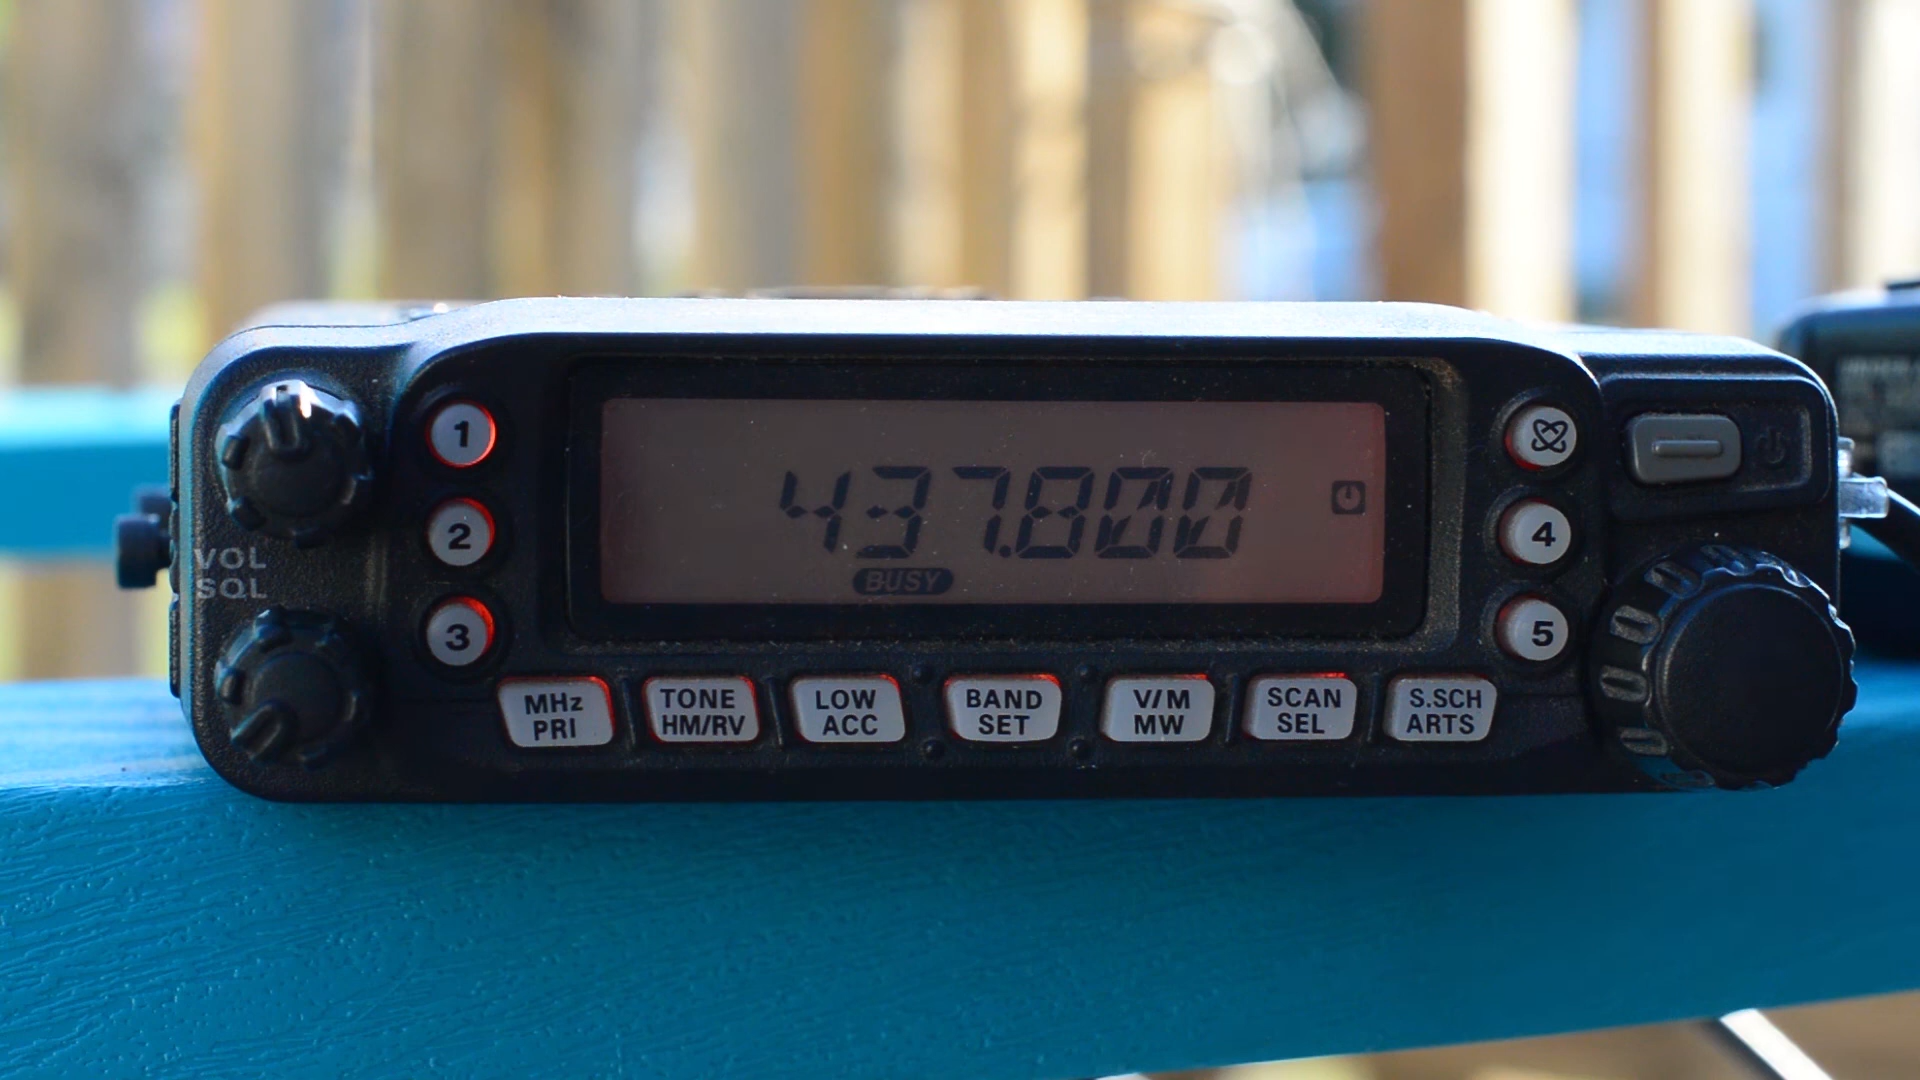 1
2
3
VOL
SQL
437.800
BUSY
4
5
MHz
PRI
TONE
HM/RV
LOW
ACC
BAND
SET
V/M
MW
SCAN
SEL
S.SCH
ARTS